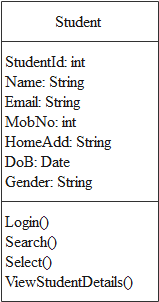 Student
StudentId: int
Name: String
Email: String
MobNo: int
HomeAdd: String
DoB: Date
Gender: String
Login()
Search()
Select()
ViewStudentDetails()